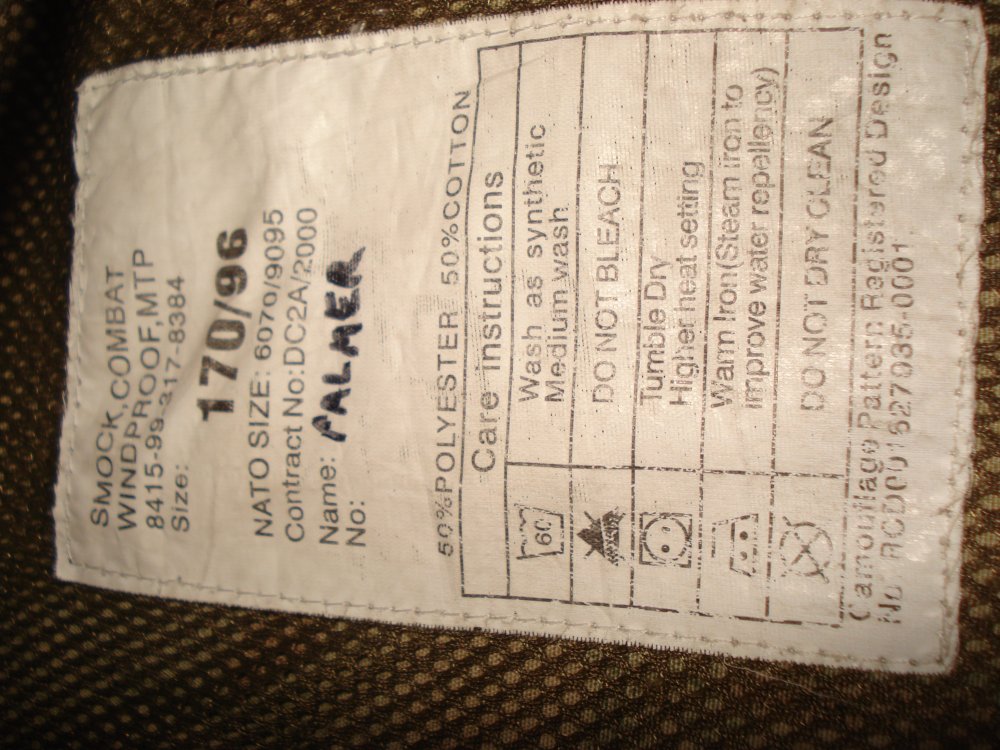 SMOCK,COMBAT
WINDPROOF,MTP
8415-99-317-8384
Size:
170/96
NATO SIZE: 6070/9095
Contract No:DC2A/2000
Name: PALMER
No:
50%POLYESTER 50%COTTON
Care Instructions
60
Wash as synthetic
Medium wash
DO NOT BLEACH
Tumble Dry
Higher heat setting
Warm Iron(Steam iron to
improve water repellency)
DO NOT DRY CLEAN
Camouflage Pattern Registered Design
No RCD001627935-0001